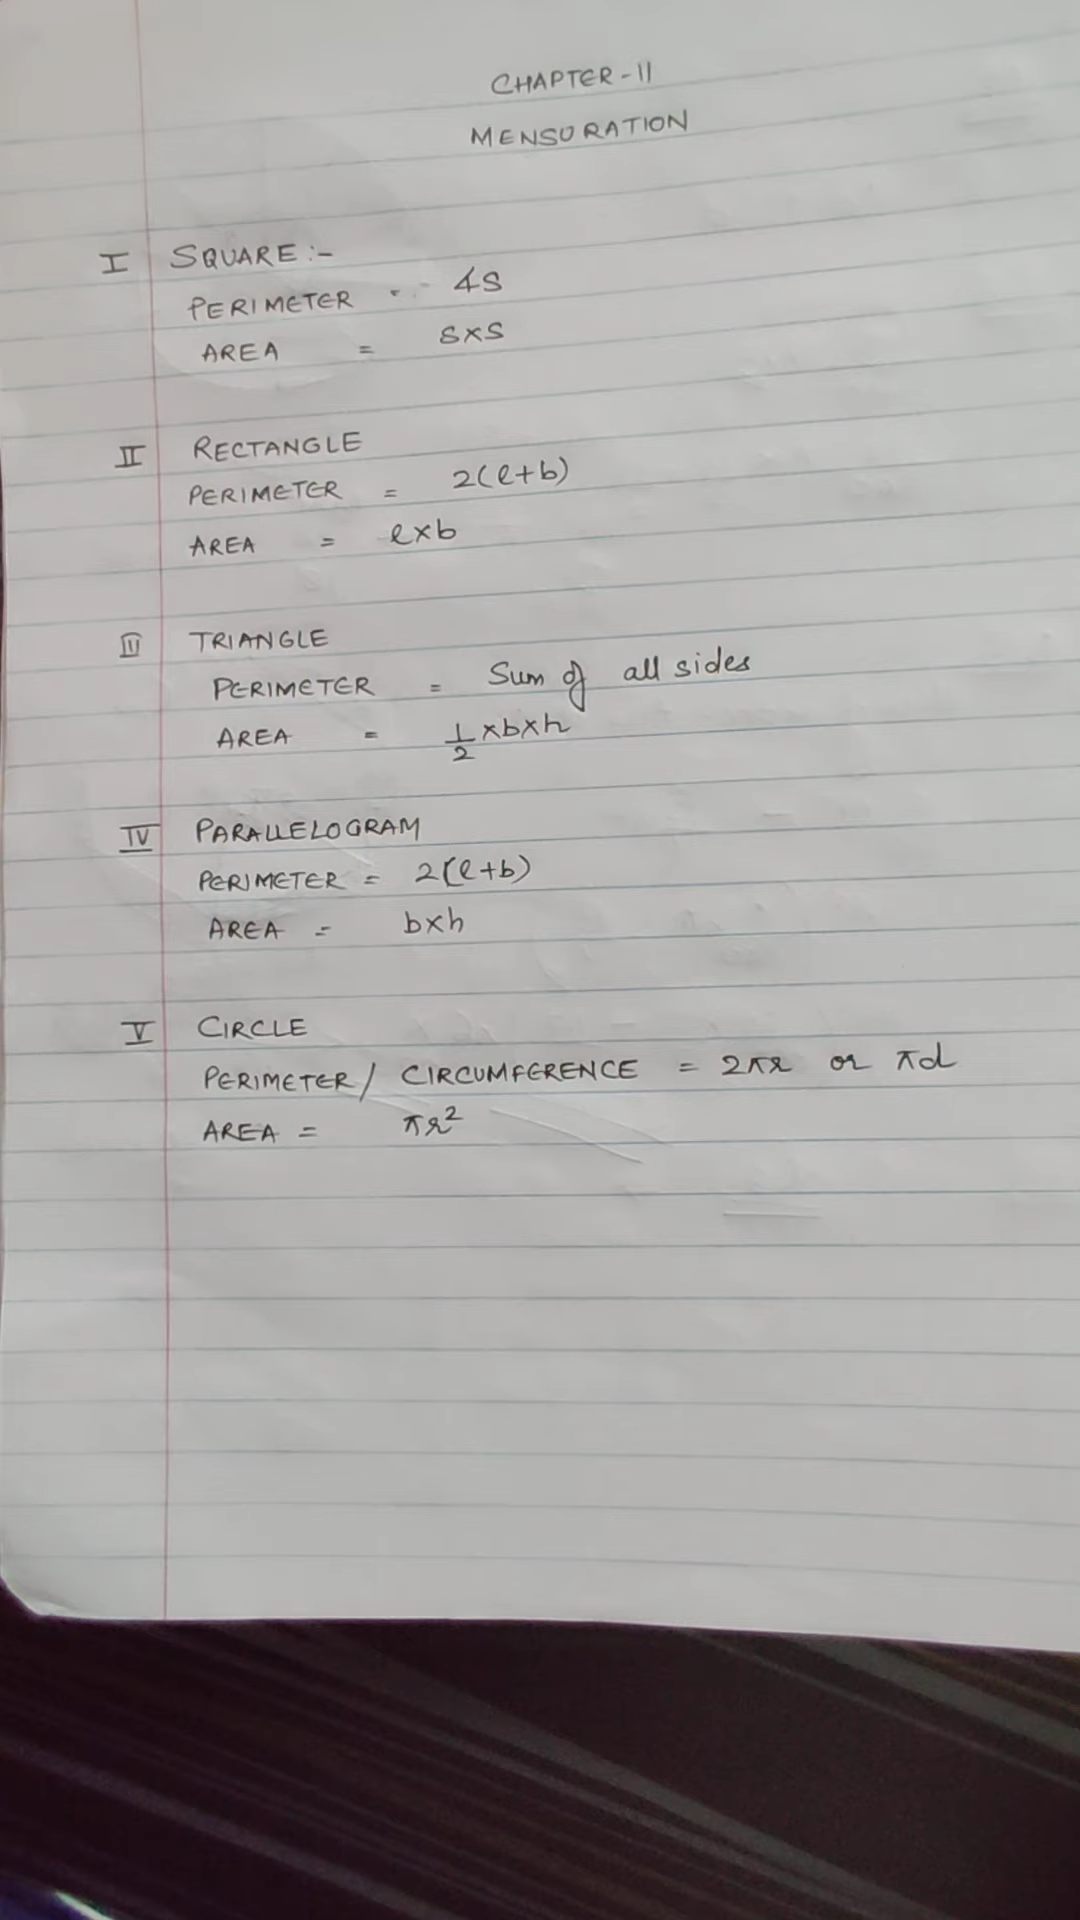 CHAPTER-11
MENSURATION
I SQUARE :-
PERIMETER = 4S
AREA = S×S
II RECTANGLE
PERIMETER = 2(l+b)
AREA = l×b
III TRIANGLE
PERIMETER = Sum of all sides
AREA = 1/2 ×b×h
IV PARALLELOGRAM
PERIMETER = 2(l+b)
AREA = b×h
V CIRCLE
PERIMETER/ CIRCUMFERENCE = 2πr or πd
AREA = πr²